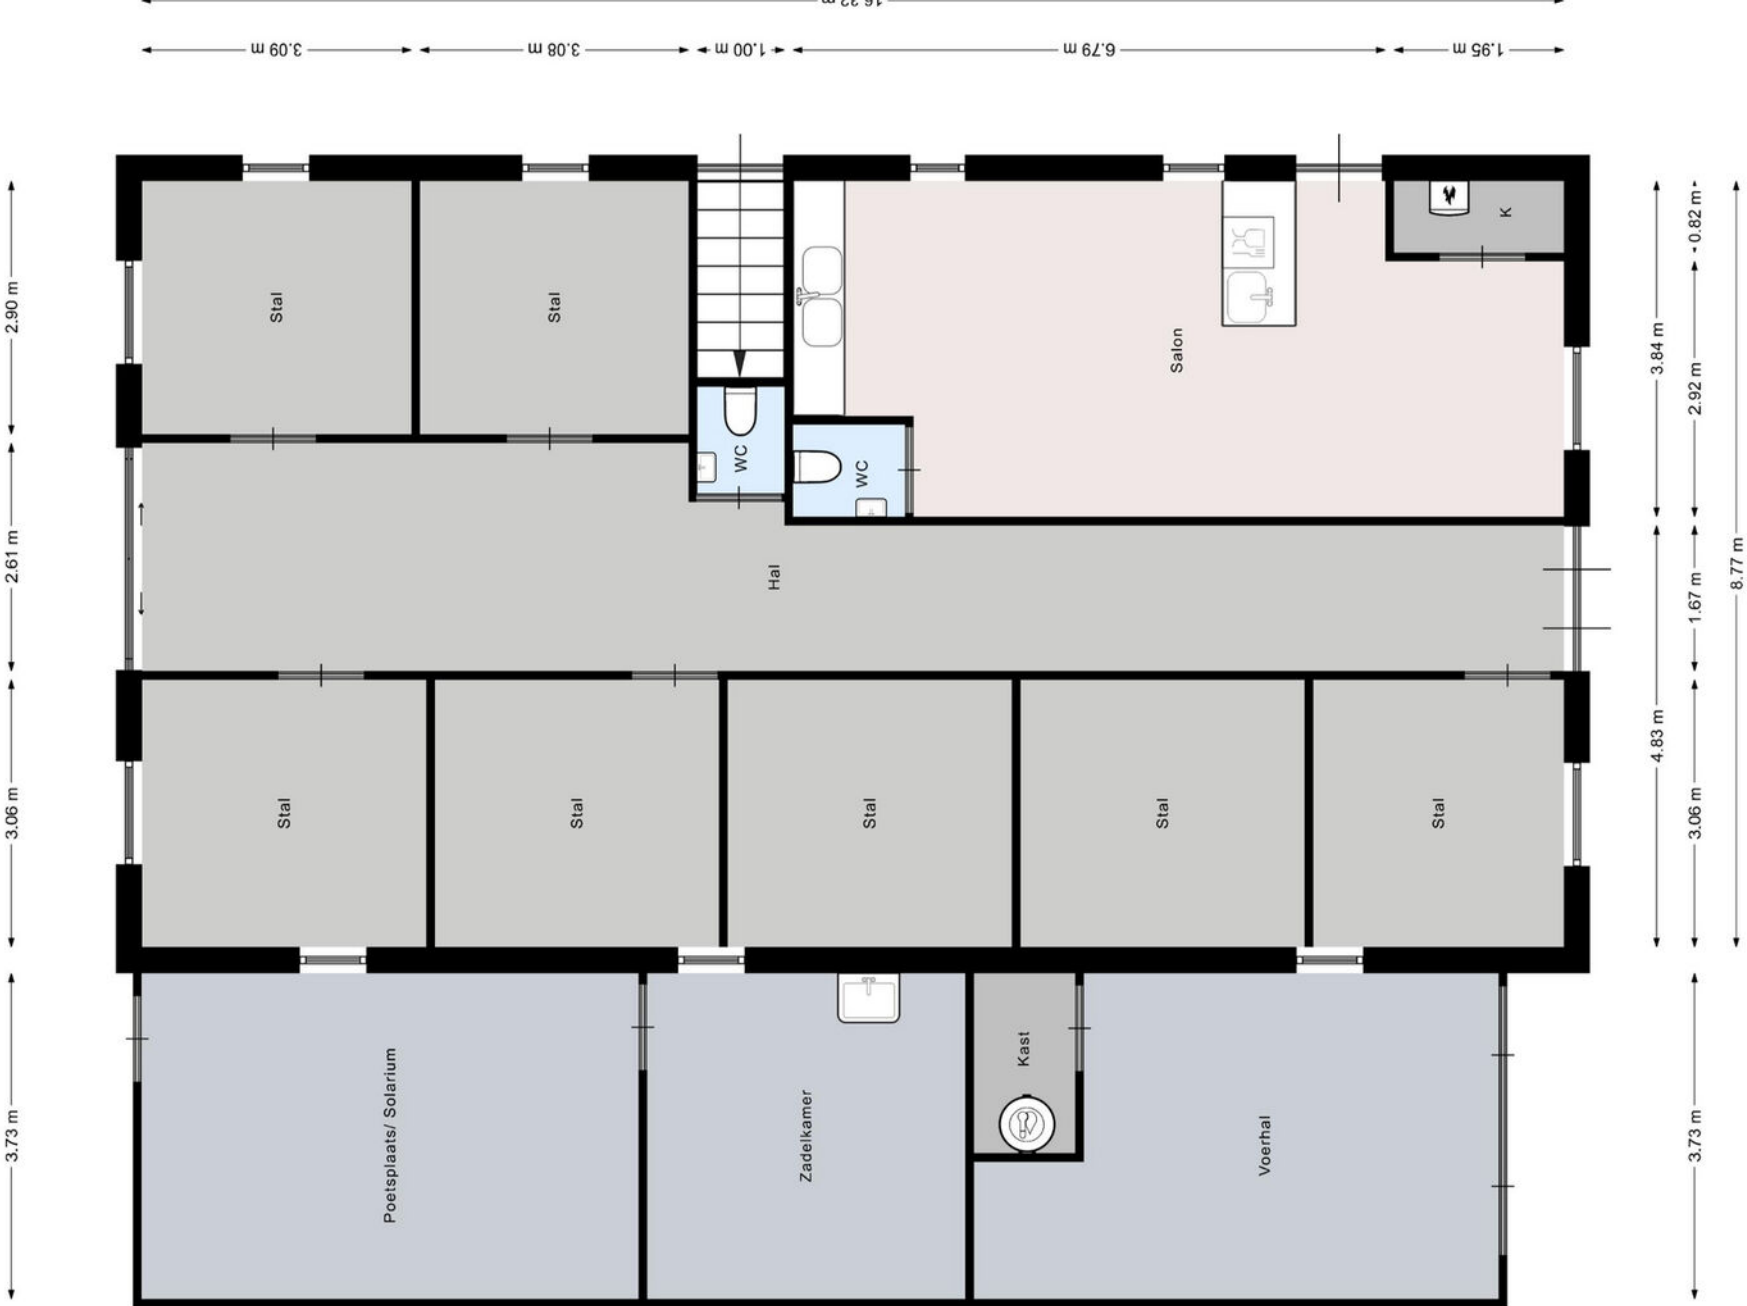 16.32 m
3.09 m
3.08 m
1.00 m
6.79 m
1.95 m
2.90 m
2.61 m
3.06 m
3.73 m
Stal
Stal
WC
WC
Salon
K
Hal
Stal
Stal
Stal
Stal
Stal
Poetsplaats/ Solarium
Zadelkamer
Kast
Voerhal
3.84 m
4.83 m
0.82 m
2.92 m
1.67 m
3.06 m
3.73 m
8.77 m